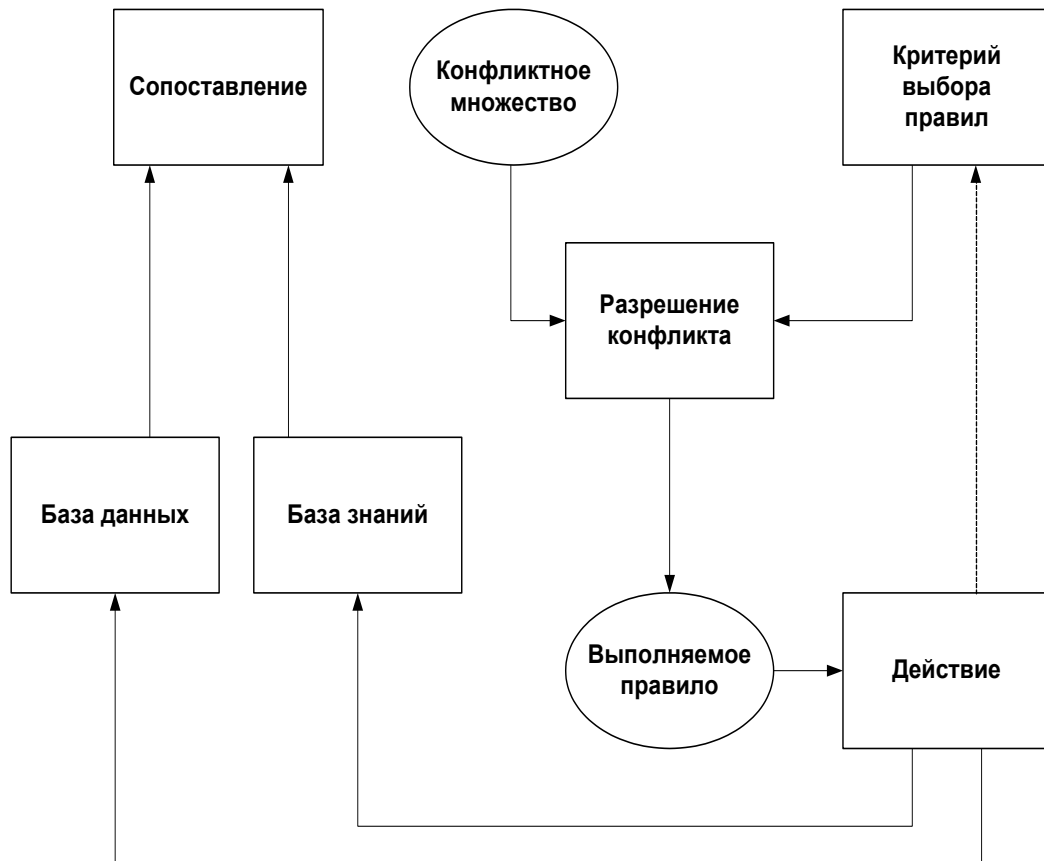 Сопоставление
Конфликтное
множество
Критерий
выбора
правил
Разрешение
конфликта
База данных
База знаний
Выполняемое
правило
Действие